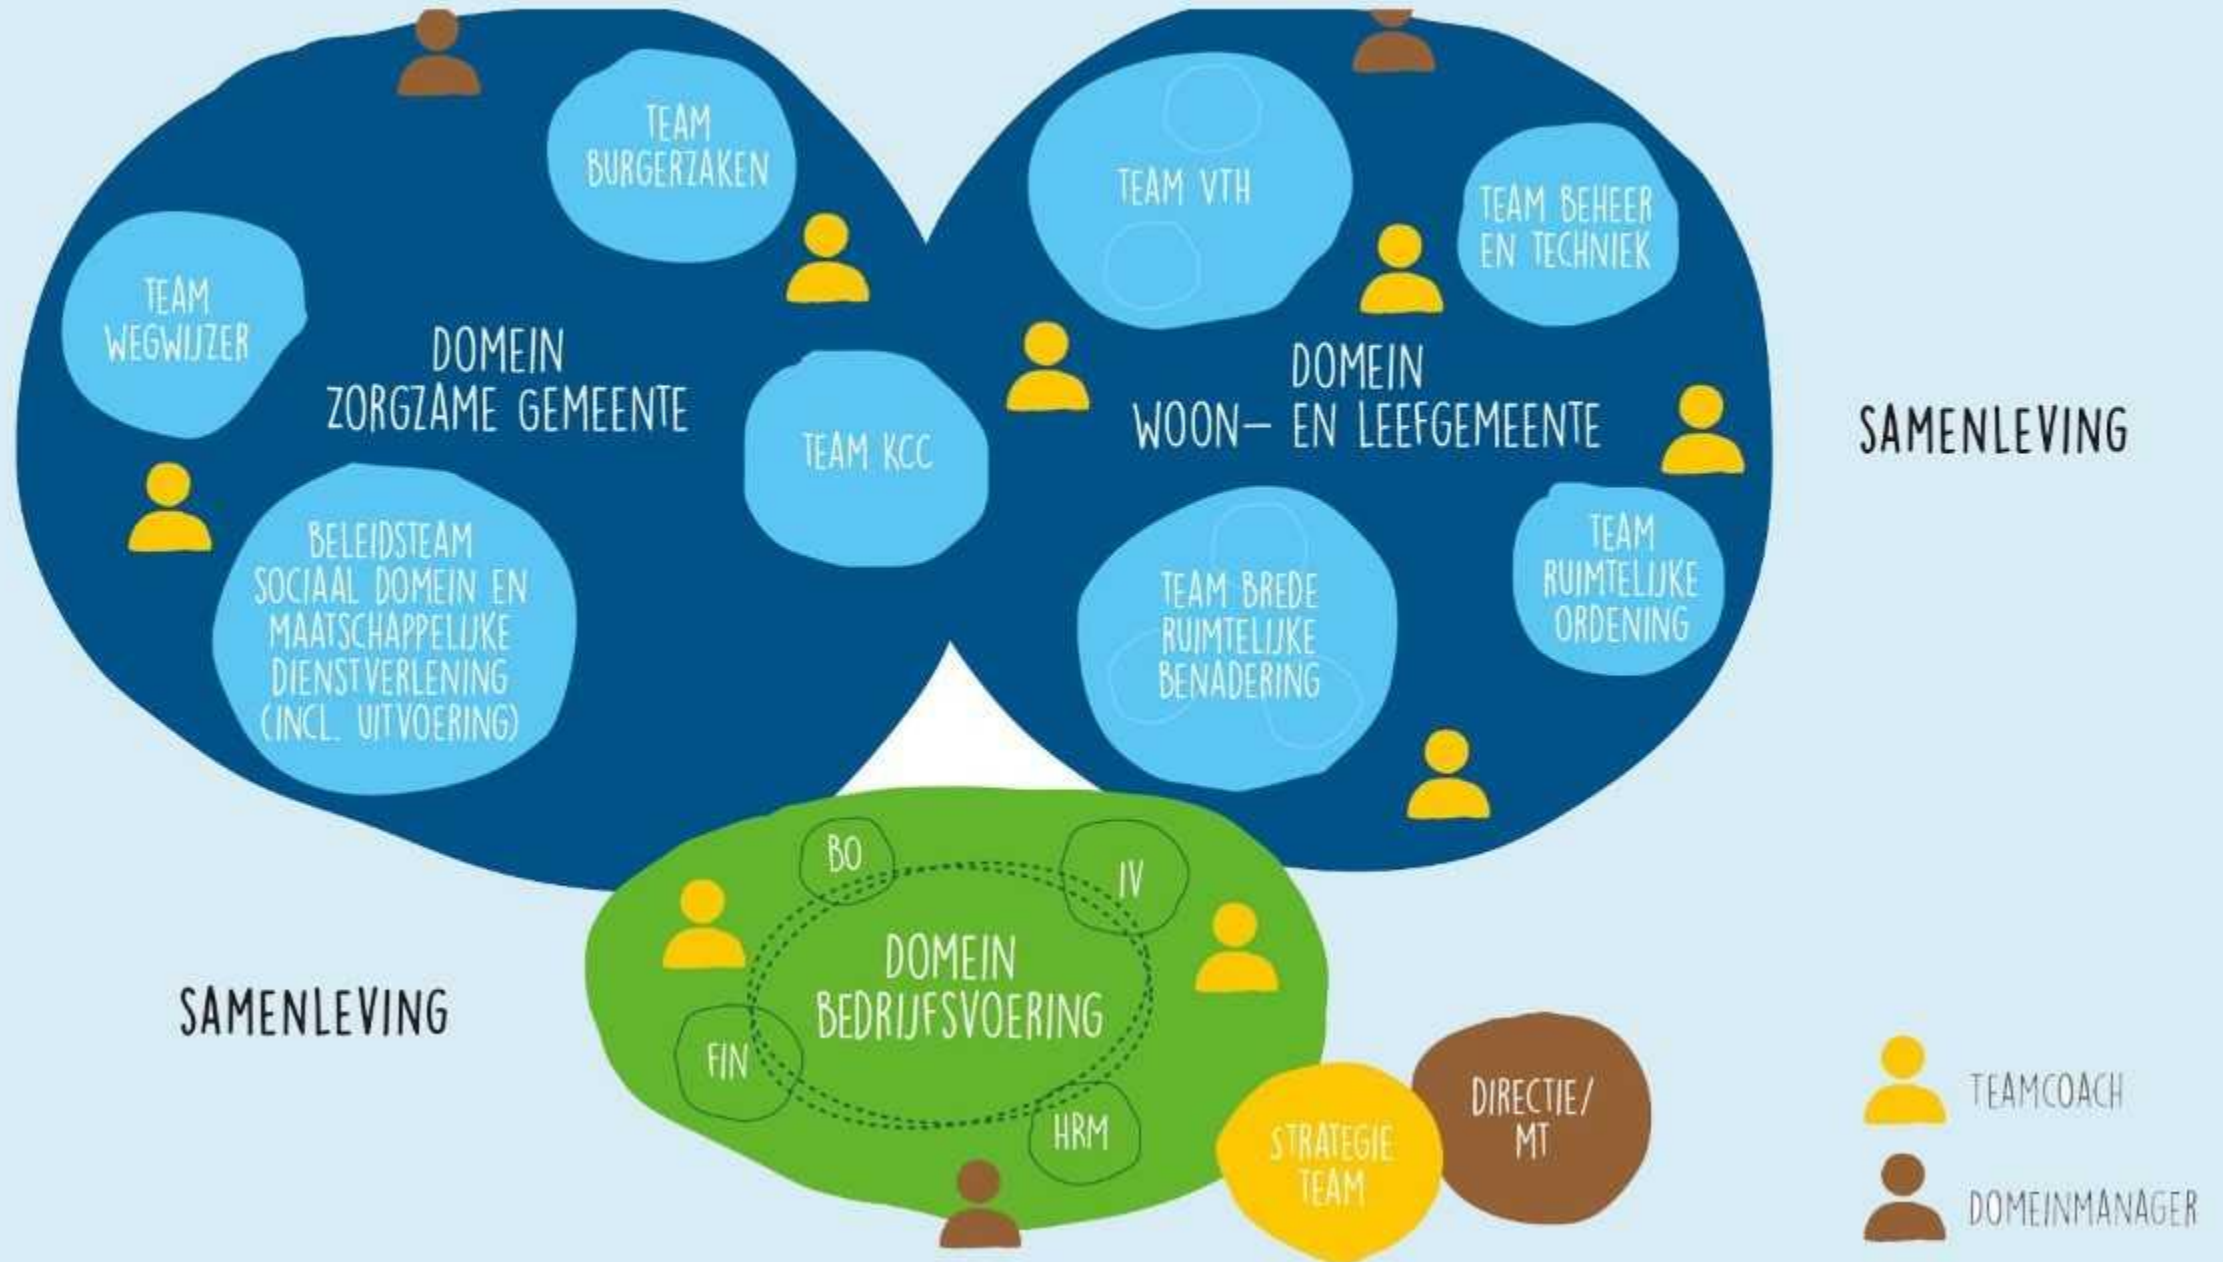 TEAM
BURGERZAKEN
TEAM
WEGWIJZER
DOMEIN
ZORGZAME GEMEENTE
TEAM KCC
BELEIDSTEAM
SOCIAAL DOMEIN EN
MAATSCHAPPELIJKE
DIENSTVERLENING
(INCL. UITVOERING)
TEAM VTH
TEAM BEHEER
EN TECHNIEK
DOMEIN
WOON- EN LEEFGEMEENTE
TEAM BREDE
RUIMTELIJKE
BENADERING
TEAM
RUIMTELIJKE
ORDENING
SAMENLEVING
BO
IV
DOMEIN
BEDRIJFSVOERING
FIN
HRM
SAMENLEVING
STRATEGIE
TEAM
DIRECTIE/
MT
TEAMCOACH
DOMEINMANAGER